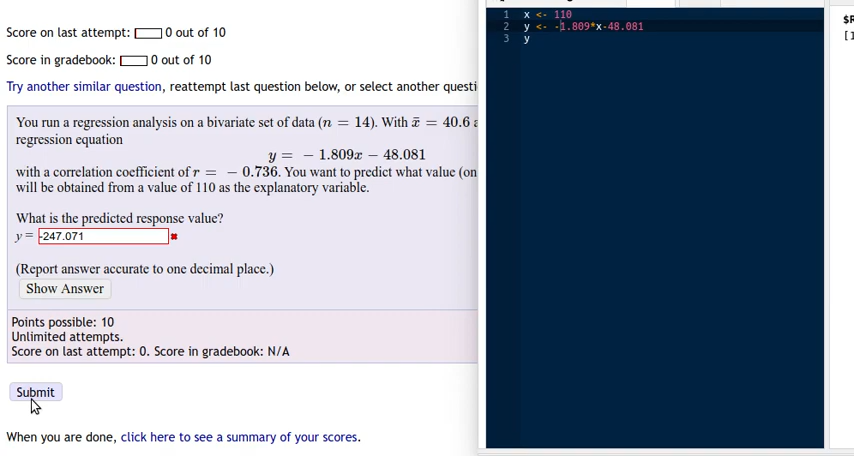 Score on last attempt: 0 out of 10
Score in gradebook: 0 out of 10
Try another similar question, reattempt last question below, or select another questi
You run a regression analysis on a bivariate set of data (n = 14). With x̄ = 40.6 a
regression equation
y = − 1.809x − 48.081
with a correlation coefficient of r = − 0.736. You want to predict what value (on
will be obtained from a value of 110 as the explanatory variable.
What is the predicted response value?
y = -247.071
(Report answer accurate to one decimal place.)
Show Answer
Points possible: 10
Unlimited attempts.
Score on last attempt: 0. Score in gradebook: N/A
Submit
When you are done, click here to see a summary of your scores.
1 x <- 110
2 y <- -1.809*x-48.081
3 y